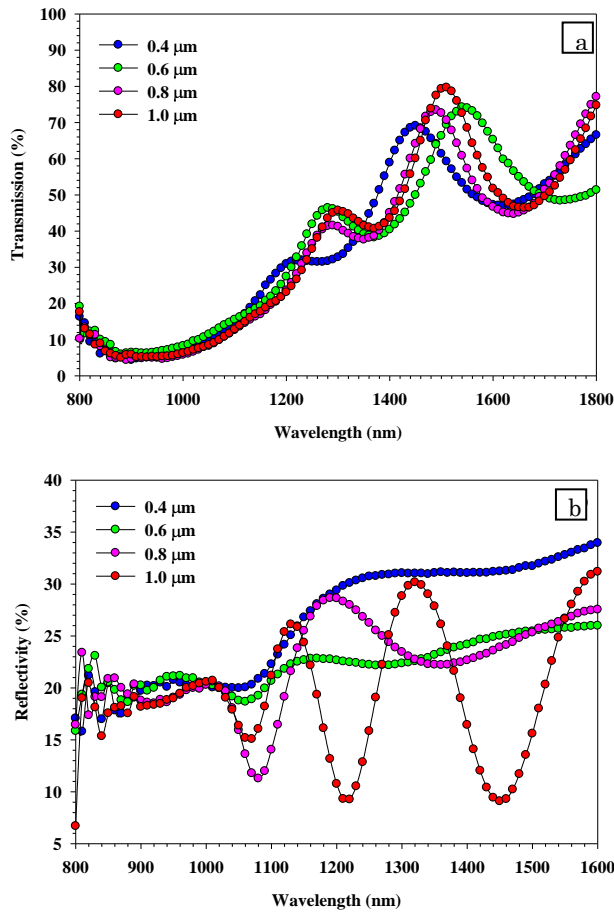 a
100
90
80
70
60
50
40
30
20
10
0
Transmission (%)
0.4 μm
0.6 μm
0.8 μm
1.0 μm
800 1000 1200 1400 1600 1800
Wavelength (nm)
b
40
35
30
25
20
15
10
5
Reflectivity (%)
0.4 μm
0.6 μm
0.8 μm
1.0 μm
800 900 1000 1100 1200 1300 1400 1500 1600
Wavelength (nm)